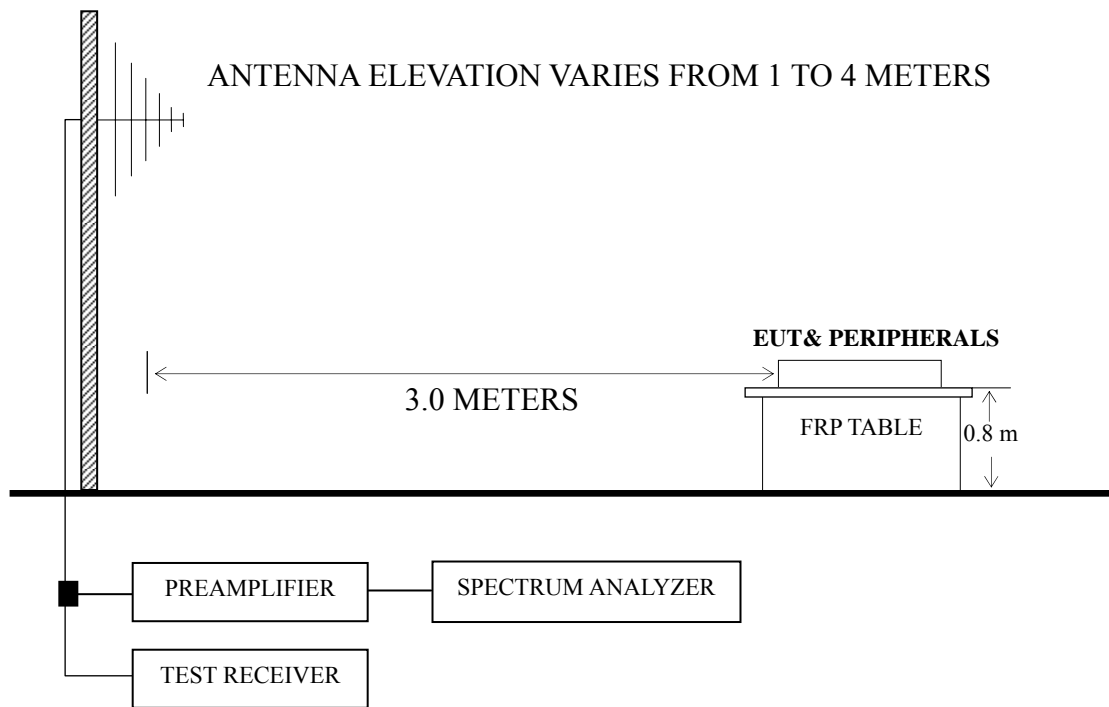 ANTENNA ELEVATION VARIES FROM 1 TO 4 METERS
EUT& PERIPHERALS
3.0 METERS
FRP TABLE
0.8 m
PREAMPLIFIER
SPECTRUM ANALYZER
TEST RECEIVER